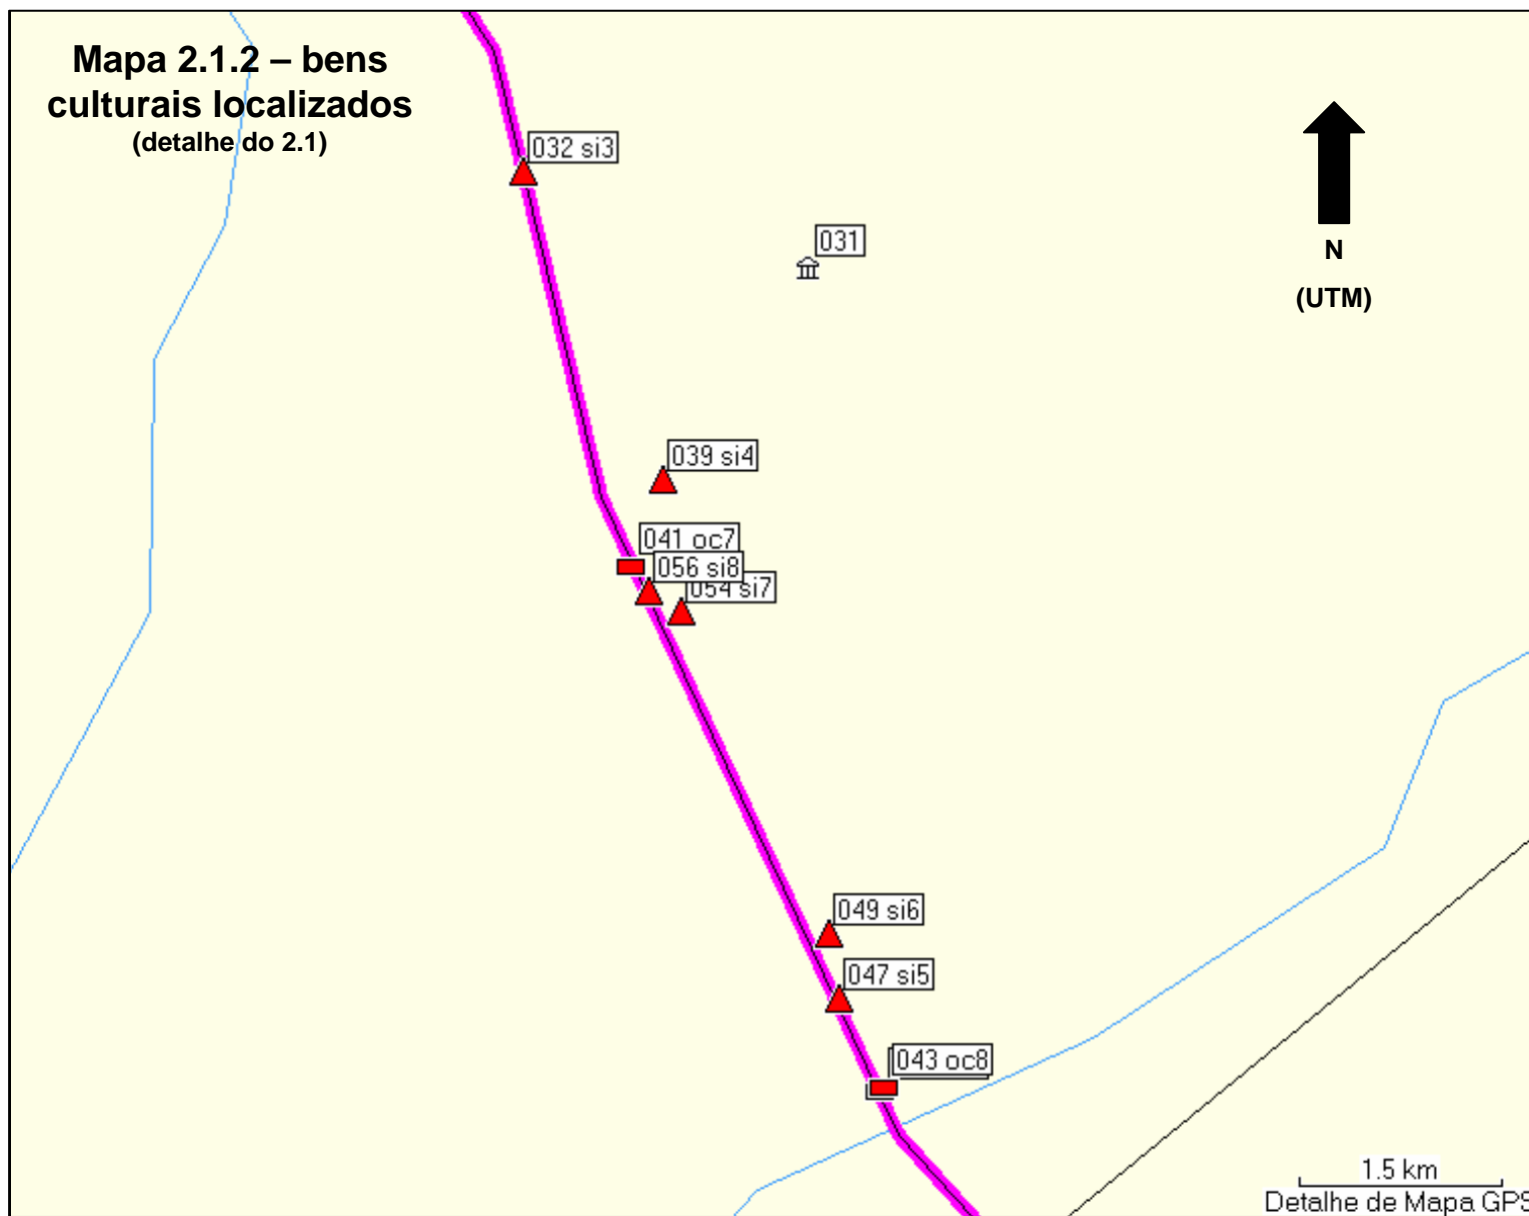 Mapa 2.1.2 – bens
culturais localizados
(detalhe do 2.1)
032 si3
031
N
(UTM)
039 si4
041 oc7
056 si8
054 si7
049 si6
047 si5
043 oc8
1.5 km
Detalhe de Mapa GPS